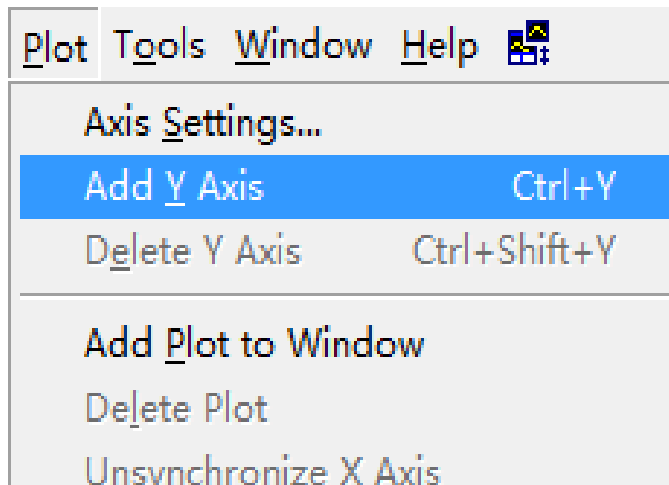 Plot Tools Window Help
Axis Settings...
Add Y Axis Ctrl+Y
Delete Y Axis Ctrl+Shift+Y
Add Plot to Window
Delete Plot
Unsynchronize X Axis